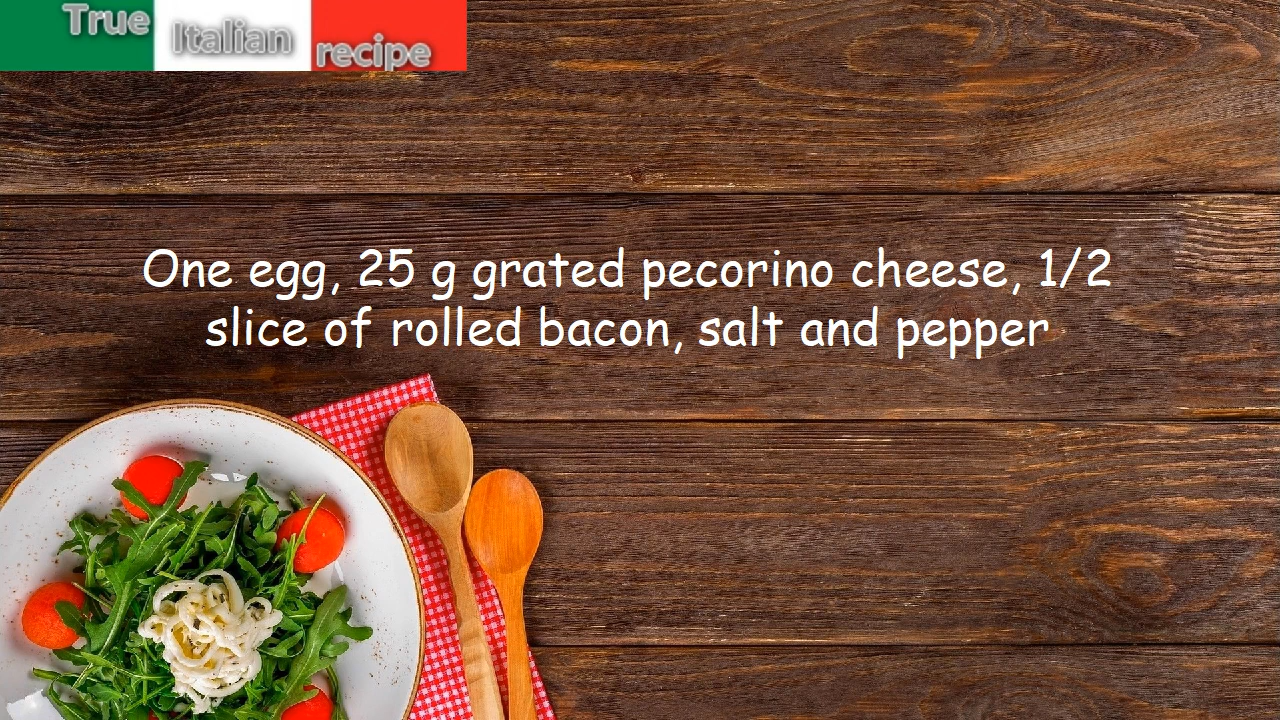 True Italian recipe
One egg, 25 g grated pecorino cheese, 1/2
slice of rolled bacon, salt and pepper